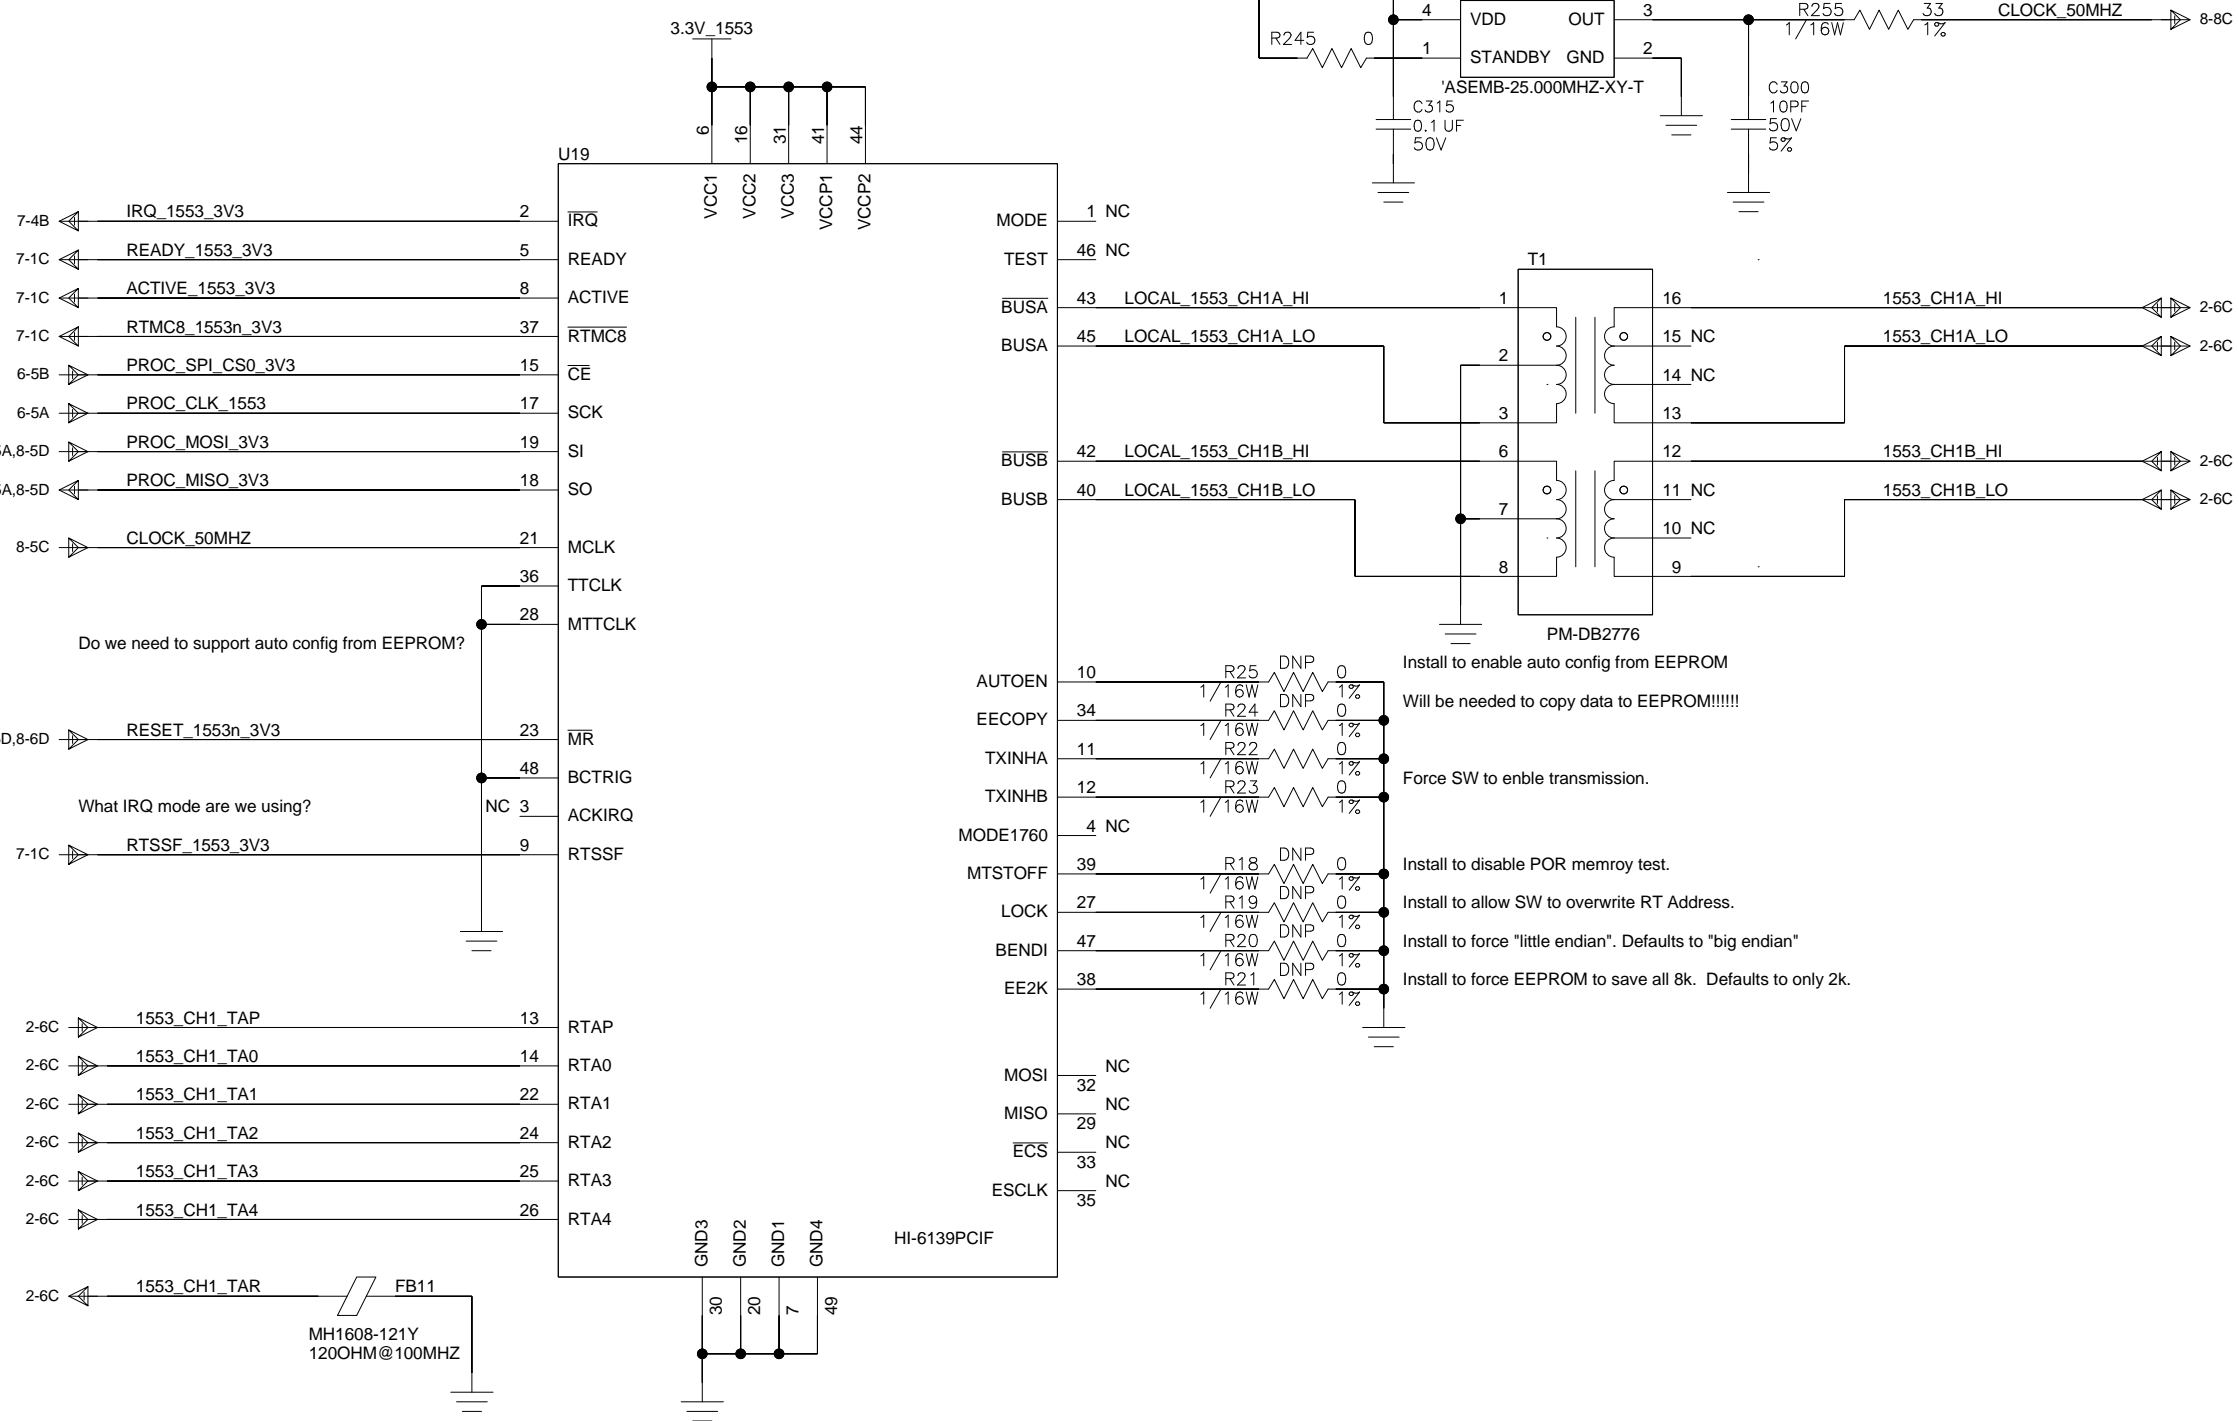 3.3V_1553
R245 0
4 VDD OUT 3
1 STANDBY GND 2
'ASEMB-25.000MHZ-XY-T
R255 33 CLOCK_50MHZ 8-8C
1/16W 1%
C315
0.1 UF
50V
C300
10PF
50V
5%
U19
6 16 31 41 44
VCC1 VCC2 VCC3 VCCP1 VCCP2
7-4B IRQ_1553_3V3 2 IRQ
7-1C READY_1553_3V3 5 READY
7-1C ACTIVE_1553_3V3 8 ACTIVE
7-1C RTMC8_1553n_3V3 37 RTMC8
6-5B PROC_SPI_CS0_3V3 15 CE
6-5A PROC_CLK_1553 17 SCK
A,8-5D PROC_MOSI_3V3 19 SI
A,8-5D PROC_MISO_3V3 18 SO
8-5C CLOCK_50MHZ 21 MCLK
36 TTCLK
28 MTTCLK
Do we need to support auto config from EEPROM?
D,8-6D RESET_1553n_3V3 23 MR
48 BCTRIG
What IRQ mode are we using? NC 3 ACKIRQ
7-1C RTSSF_1553_3V3 9 RTSSF
2-6C 1553_CH1_TAP 13 RTAP
2-6C 1553_CH1_TA0 14 RTA0
2-6C 1553_CH1_TA1 22 RTA1
2-6C 1553_CH1_TA2 24 RTA2
2-6C 1553_CH1_TA3 25 RTA3
2-6C 1553_CH1_TA4 26 RTA4
2-6C 1553_CH1_TAR FB11
MH1608-121Y
120OHM@100MHZ
GND3 GND2 GND1 GND4
30 20 7 49
HI-6139PCIF
MODE 1 NC
TEST 46 NC
BUSA 43 LOCAL_1553_CH1A_HI 1
BUSA 45 LOCAL_1553_CH1A_LO 2
3
BUSB 42 LOCAL_1553_CH1B_HI 6
BUSB 40 LOCAL_1553_CH1B_LO 7
8
T1
16 1553_CH1A_HI 2-6C
15 NC 1553_CH1A_LO 2-6C
14 NC
13
12 1553_CH1B_HI 2-6C
11 NC 1553_CH1B_LO 2-6C
10 NC
9
PM-DB2776
AUTOEN 10 R25 DNP 0 1/16W 1% Install to enable auto config from EEPROM
EECOPY 34 R24 DNP 0 1/16W 1% Will be needed to copy data to EEPROM!!!!!!
TXINHA 11 R22 0 1/16W 1%
Force SW to enble transmission.
TXINHB 12 R23 0 1/16W 1%
MODE1760 4 NC
MTSTOFF 39 R18 DNP 0 1/16W 1% Install to disable POR memroy test.
LOCK 27 R19 DNP 0 1/16W 1% Install to allow SW to overwrite RT Address.
BENDI 47 R20 DNP 0 1/16W 1% Install to force "little endian". Defaults to "big endian"
EE2K 38 R21 DNP 0 1/16W 1% Install to force EEPROM to save all 8k.  Defaults to only 2k.
MOSI 32 NC
MISO 29 NC
ECS 33 NC
ESCLK 35 NC